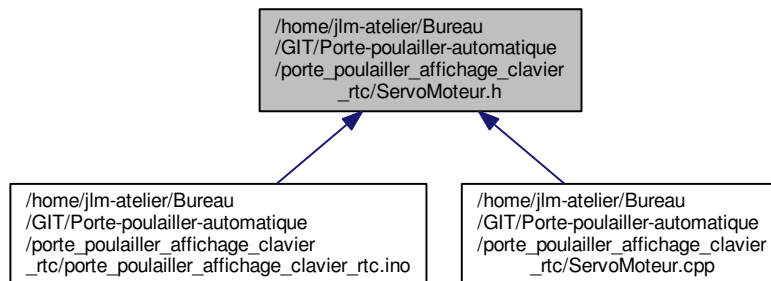 /home/jlm-atelier/Bureau
/GIT/Porte-poulailler-automatique
/porte_poulailler_affichage_clavier
_rtc/ServoMoteur.h
/home/jlm-atelier/Bureau
/GIT/Porte-poulailler-automatique
/porte_poulailler_affichage_clavier
_rtc/porte_poulailler_affichage_clavier_rtc.ino
/home/jlm-atelier/Bureau
/GIT/Porte-poulailler-automatique
/porte_poulailler_affichage_clavier
_rtc/ServoMoteur.cpp